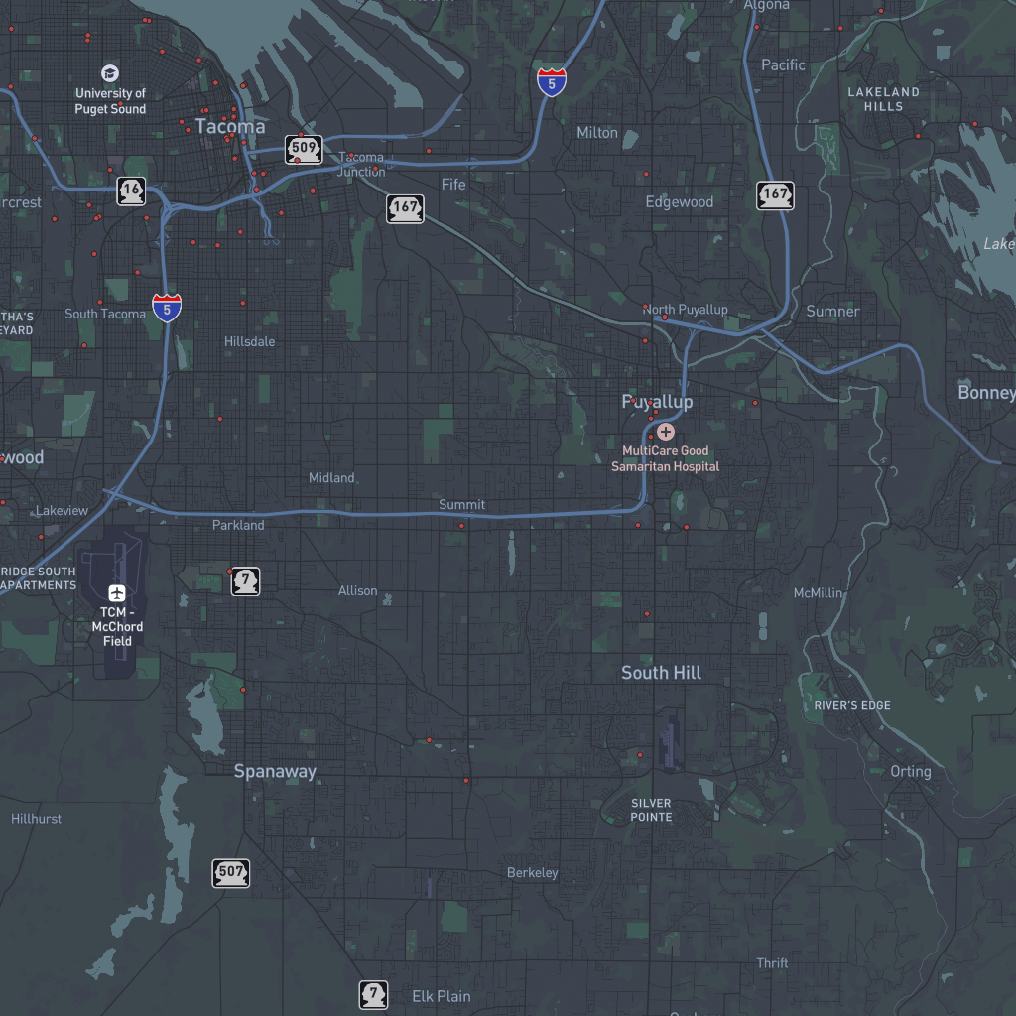 Algona
Pacific
5
University of
Puget Sound
LAKELAND
HILLS
Tacoma
Milton
509
Tacoma
Junction
16
Fife
167
rcrest
167
Edgewood
Lake
THA'S
EYARD
South Tacoma
5
North Puyallup
Sumner
Hillsdale
Puyallup
Bonney
wood
MultiCare Good
Samaritan Hospital
Midland
Lakeview
Summit
Parkland
RIDGE SOUTH
APARTMENTS
7
Allison
McMillin
TCM -
McChord
Field
South Hill
RIVER'S EDGE
Spanaway
Orting
SILVER
POINTE
Hillhurst
507
Berkeley
Thrift
7
Elk Plain